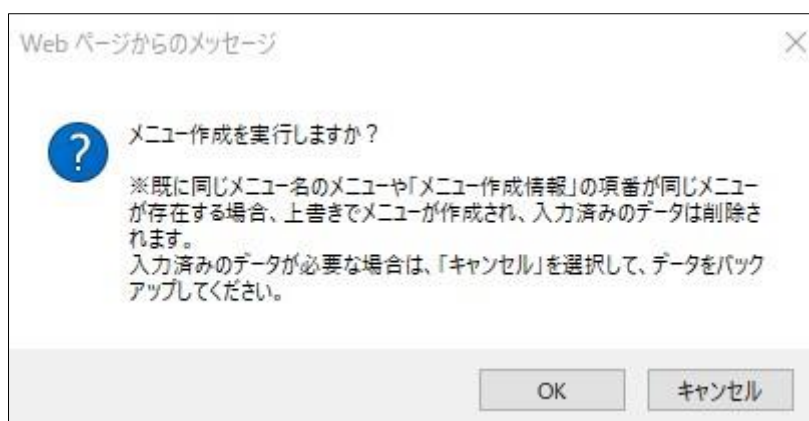 Web ページからのメッセージ
メニュー作成を実行しますか？
※既に同じメニュー名のメニューや「メニュー作成情報」の項番が同じメニュー
が存在する場合、上書きでメニューが作成され、入力済みのデータは削除さ
れます。
入力済みのデータが必要な場合は、「キャンセル」を選択して、データをバック
アップしてください。
OK
キャンセル